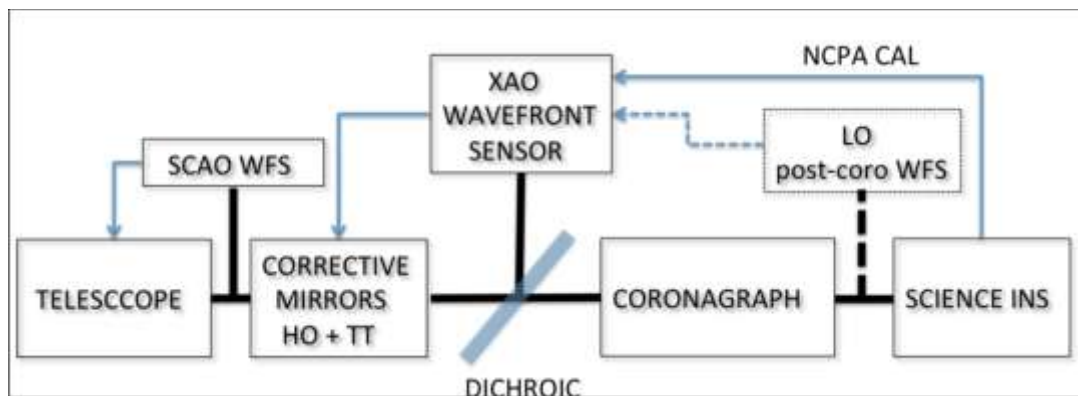 NCPA CAL
XAO
WAVEFRONT
SENSOR
LO
post-coro WFS
SCAO WFS
TELESCCOPE
CORRECTIVE
MIRRORS
HO + TT
CORONAGRAPH
SCIENCE INS
DICHROIC